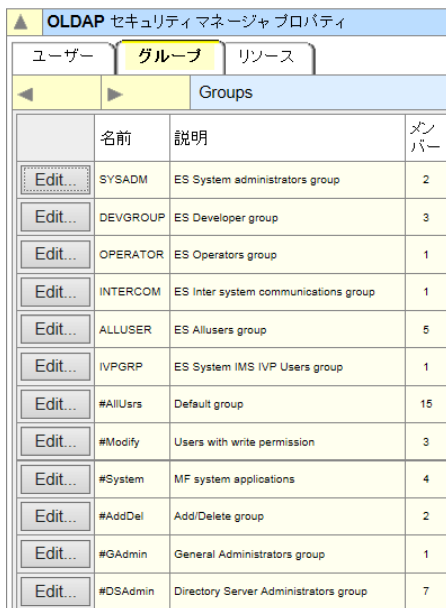 OLDAP セキュリティ マネージャ プロパティ
ユーザー グループ リソース
Groups
名前 説明 メンバー
Edit... SYSADM ES System administrators group 2
Edit... DEVGROUP ES Developer group 3
Edit... OPERATOR ES Operators group 1
Edit... INTERCOM ES Inter system communications group 1
Edit... ALLUSER ES Allusers group 5
Edit... IVPGRP ES System IMS IVP Users group 1
Edit... #AllUsrs Default group 15
Edit... #Modify Users with write permission 3
Edit... #System MF system applications 4
Edit... #AddDel Add/Delete group 2
Edit... #GAdmin General Administrators group 1
Edit... #DSAdmin Directory Server Administrators group 7